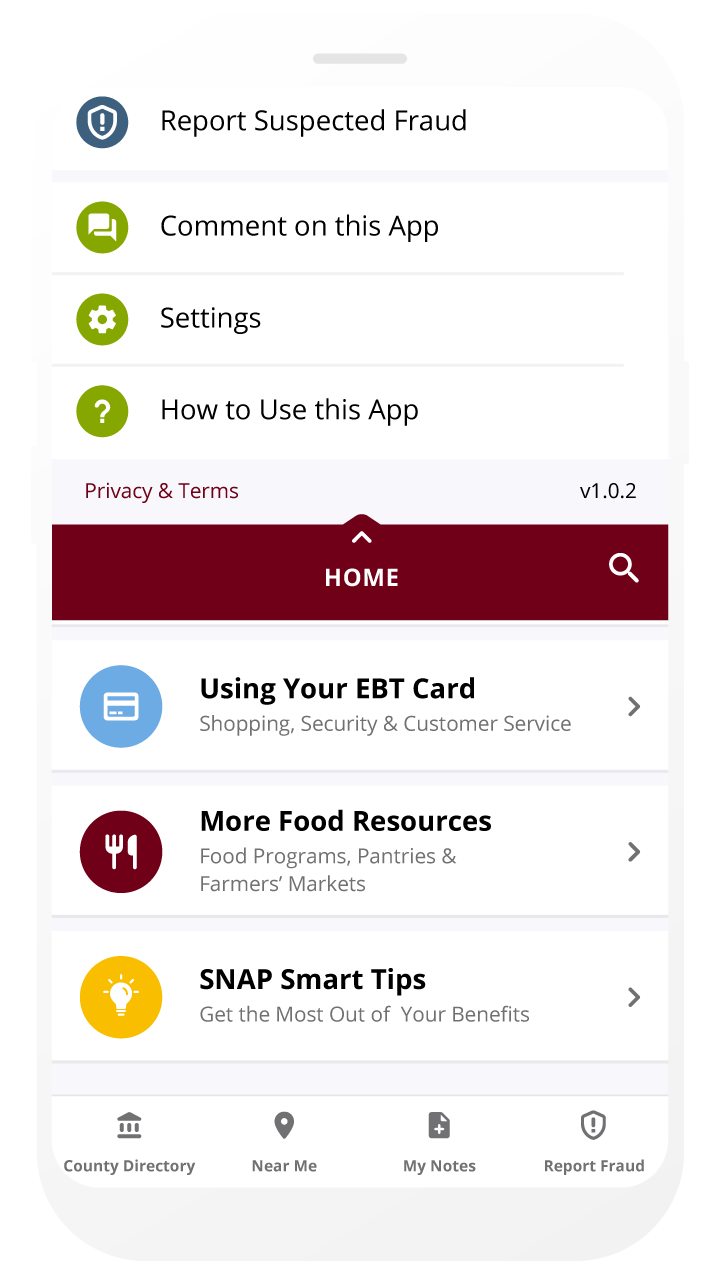 Report Suspected Fraud
Comment on this App
Settings
How to Use this App
Privacy & Terms v1.0.2
HOME
Using Your EBT Card
Shopping, Security & Customer Service
More Food Resources
Food Programs, Pantries &
Farmers’ Markets
SNAP Smart Tips
Get the Most Out of  Your Benefits
County Directory Near Me My Notes Report Fraud